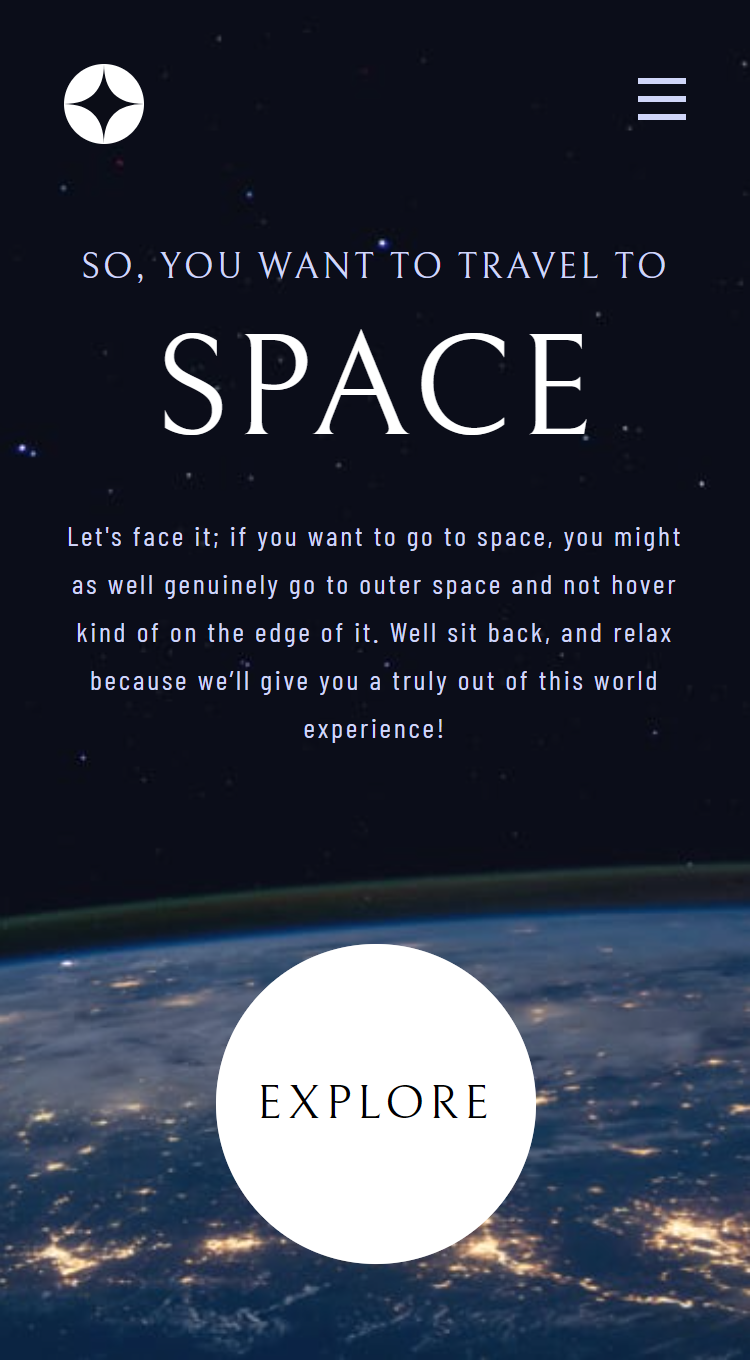 SO, YOU WANT TO TRAVEL TO
SPACE
Let's face it; if you want to go to space, you might
as well genuinely go to outer space and not hover
kind of on the edge of it. Well sit back, and relax
because we’ll give you a truly out of this world
experience!
EXPLORE